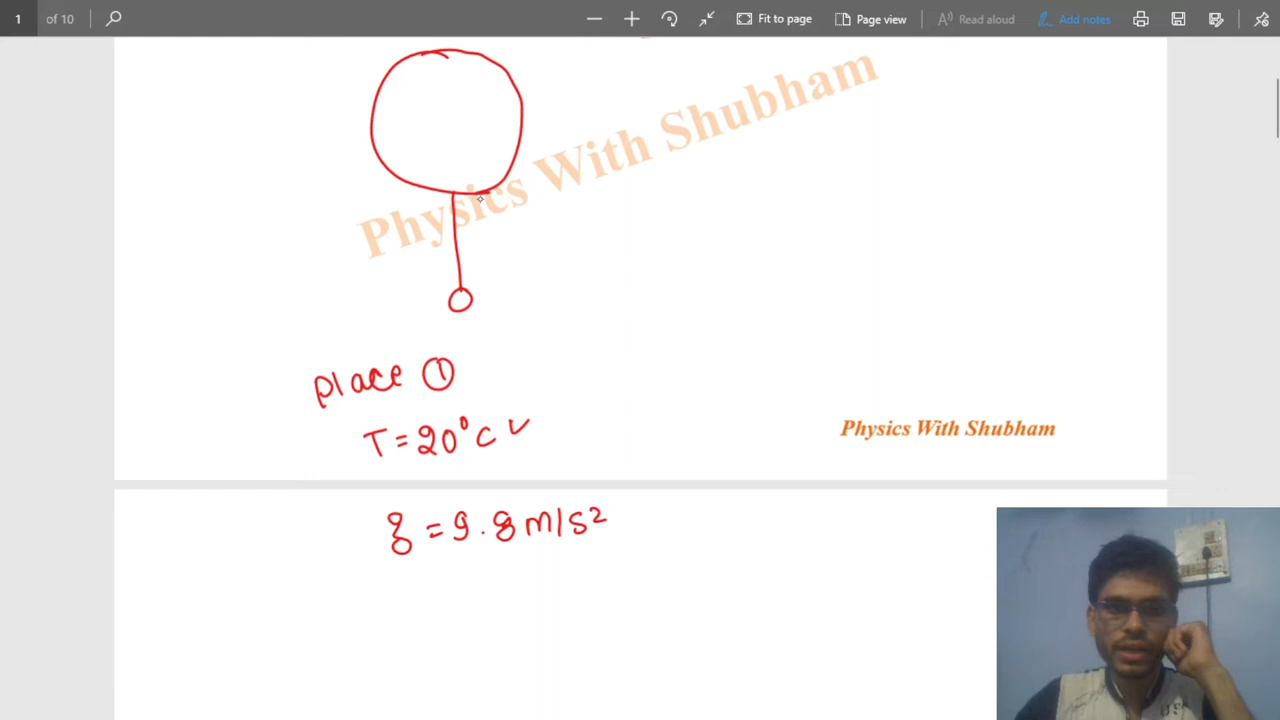 1 of 10
Fit to page
Page view
Read aloud
Add notes
Physics With Shubham
place ①
T = 20°C ✓
Physics With Shubham
g = 9.8 m/s²